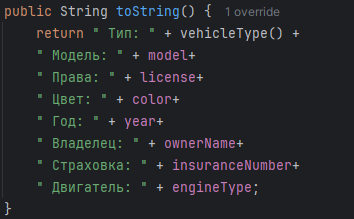 public String toString() { 1 override
return " Тип: " + vehicleType() +
" Модель: " + model+
" Права: " + license+
" Цвет: " + color+
" Год: " + year+
" Владелец: " + ownerName+
" Страховка: " + insuranceNumber+
" Двигатель: " + engineType;
}